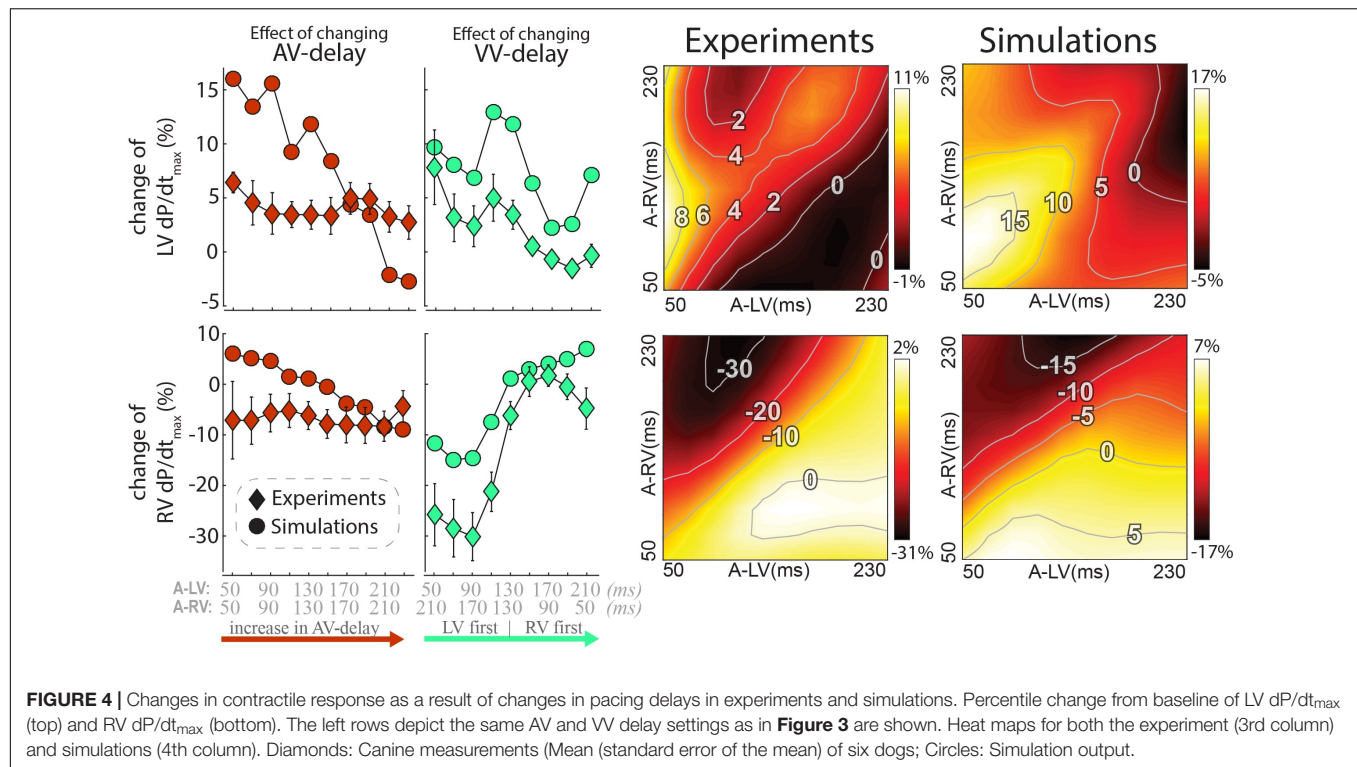 Effect of changing
AV-delay
Effect of changing
VV-delay
Experiments
Simulations
change of
LV dP/dt_max (%)
15
10
5
0
-5
230
A-RV(ms)
50
50
A-LV(ms)
230
2
4
0
8
6
4
2
0
11%
-1%
230
A-RV(ms)
50
50
A-LV(ms)
230
0
5
10
15
17%
-5%
change of
RV dP/dt_max (%)
10
0
-10
-20
-30
Experiments
Simulations
230
A-RV(ms)
50
50
A-LV(ms)
230
-30
-20
-10
0
2%
-31%
230
A-RV(ms)
50
50
A-LV(ms)
230
-15
-10
-5
0
5
7%
-17%
A-LV: 50 90 130 170 210 50 90 130 170 210 (ms)
A-RV: 50 90 130 170 210 210 170 130 90 50 (ms)
increase in AV-delay LV first RV first
FIGURE 4 | Changes in contractile response as a result of changes in pacing delays in experiments and simulations. Percentile change from baseline of LV dP/dt_max
(top) and RV dP/dt_max (bottom). The left rows depict the same AV and VV delay settings as in Figure 3 are shown. Heat maps for both the experiment (3rd column)
and simulations (4th column). Diamonds: Canine measurements (Mean (standard error of the mean) of six dogs; Circles: Simulation output.